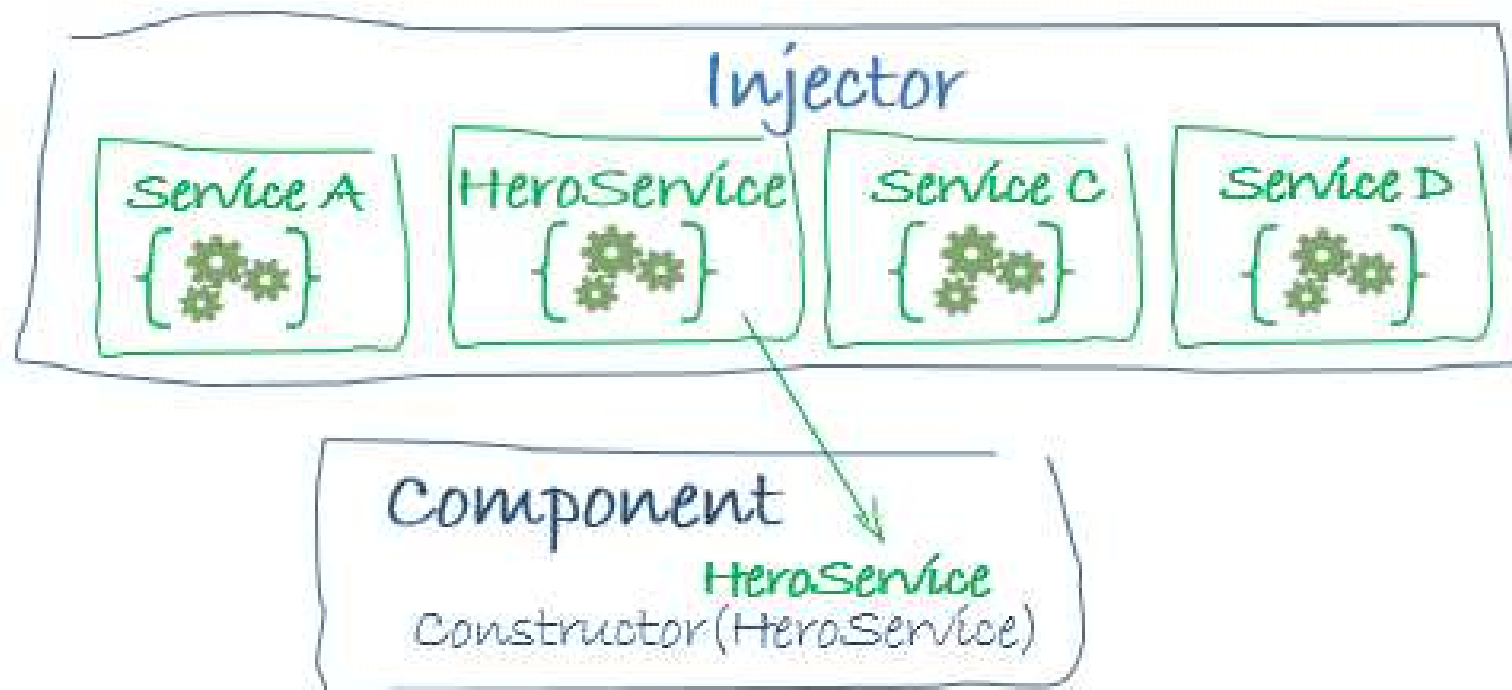 Injector
Service A
HeroService
Service C
Service D
Component
HeroService
Constructor(HeroService)